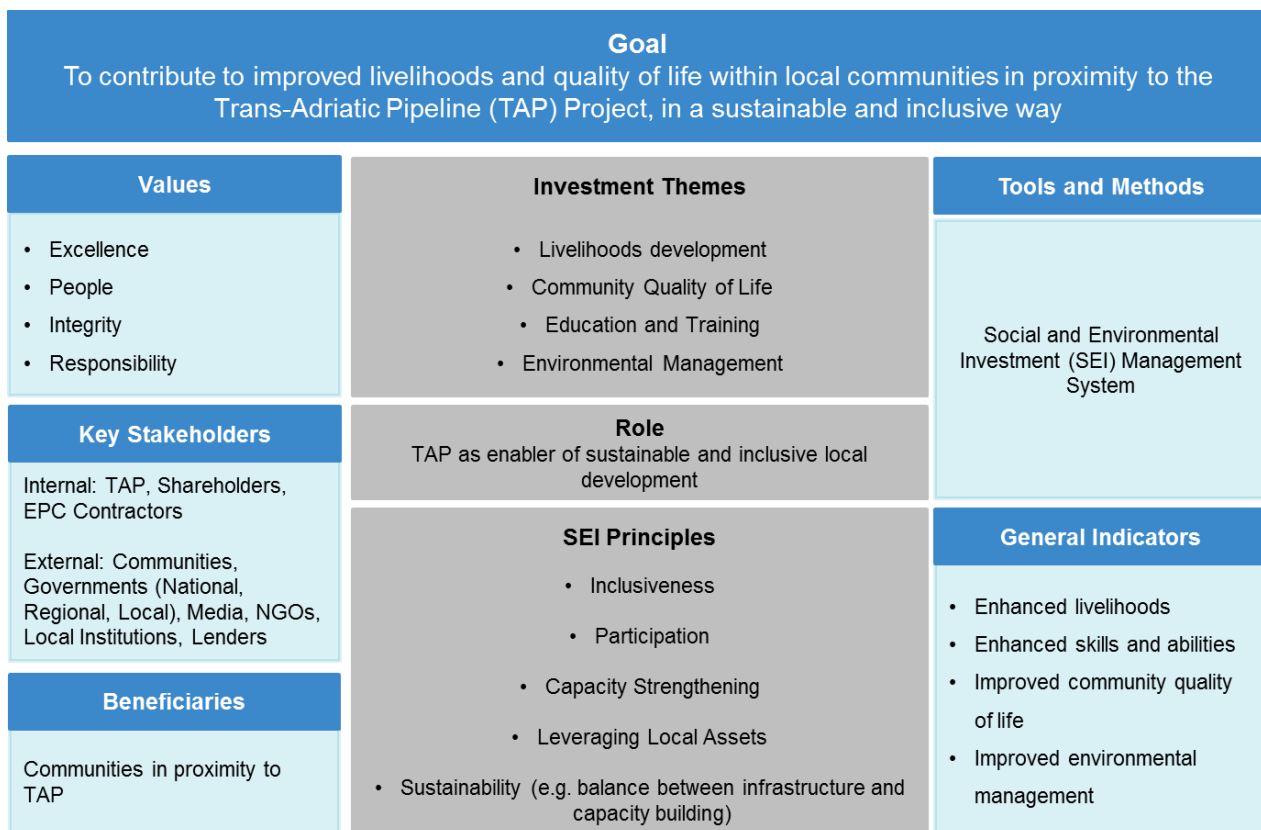 Goal
To contribute to improved livelihoods and quality of life within local communities in proximity to the
Trans-Adriatic Pipeline (TAP) Project, in a sustainable and inclusive way
Values
• Excellence
• People
• Integrity
• Responsibility
Key Stakeholders
Internal: TAP, Shareholders,
EPC Contractors
External: Communities,
Governments (National,
Regional, Local), Media, NGOs,
Local Institutions, Lenders
Beneficiaries
Communities in proximity to
TAP
Investment Themes
• Livelihoods development
• Community Quality of Life
• Education and Training
• Environmental Management
Role
TAP as enabler of sustainable and inclusive local
development
SEI Principles
• Inclusiveness
• Participation
• Capacity Strengthening
• Leveraging Local Assets
• Sustainability (e.g. balance between infrastructure and
capacity building)
Tools and Methods
Social and Environmental
Investment (SEI) Management
System
General Indicators
• Enhanced livelihoods
• Enhanced skills and abilities
• Improved community quality
of life
• Improved environmental
management